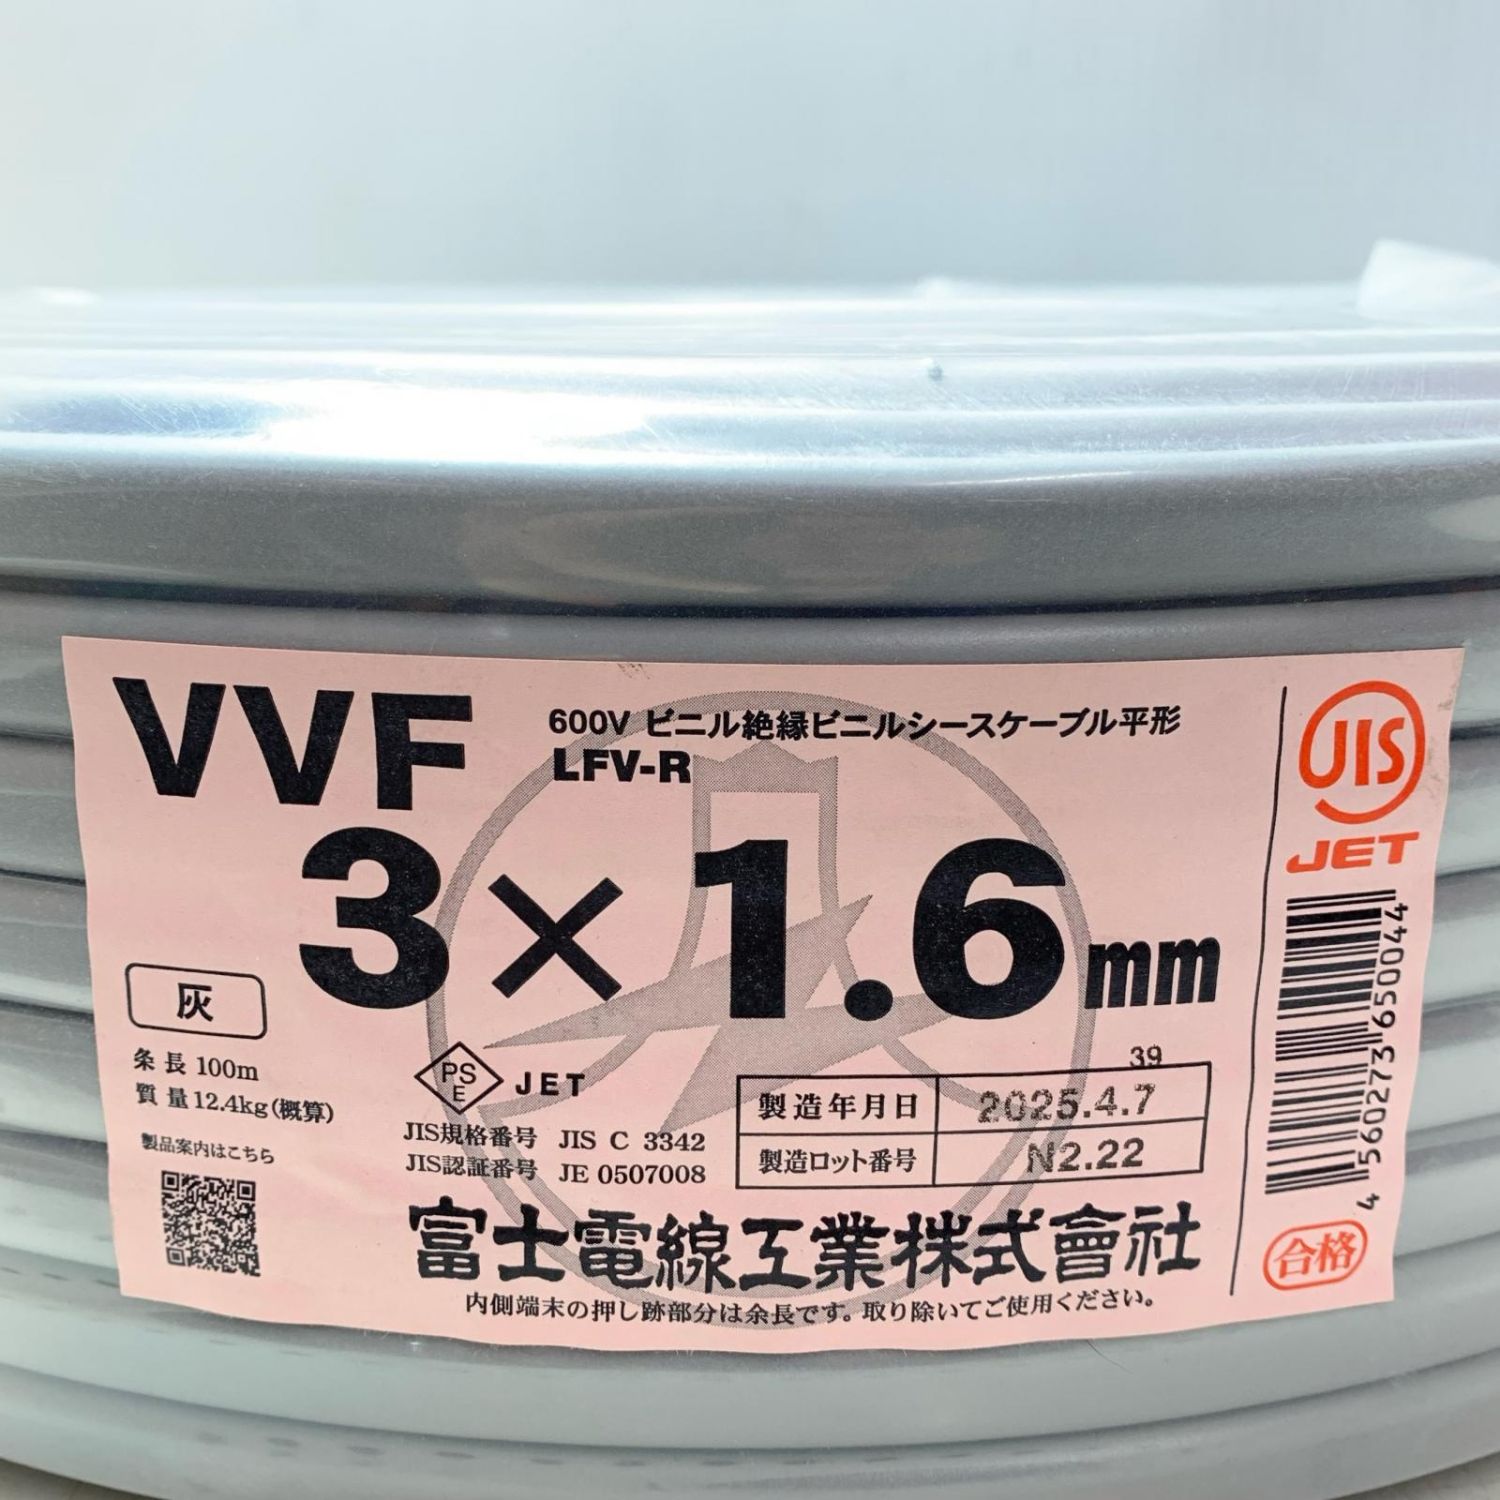 VVF
600V ビニル絶縁ビニルシースケーブル平形
LFV-R
3×1.6mm
灰
条長 100m
質量 12.4kg(概算)
製品案内はこちら
PS
E
JET
JIS規格番号 JIS C 3342
JIS認証番号 JE 0507008
39
製造年月日 2025.4.7
製造ロット番号 N2.22
富士電線工業株式會社
内側端末の押し跡部分は余長です。取り除いてご使用ください。
JIS
JET
4560273650044
合格